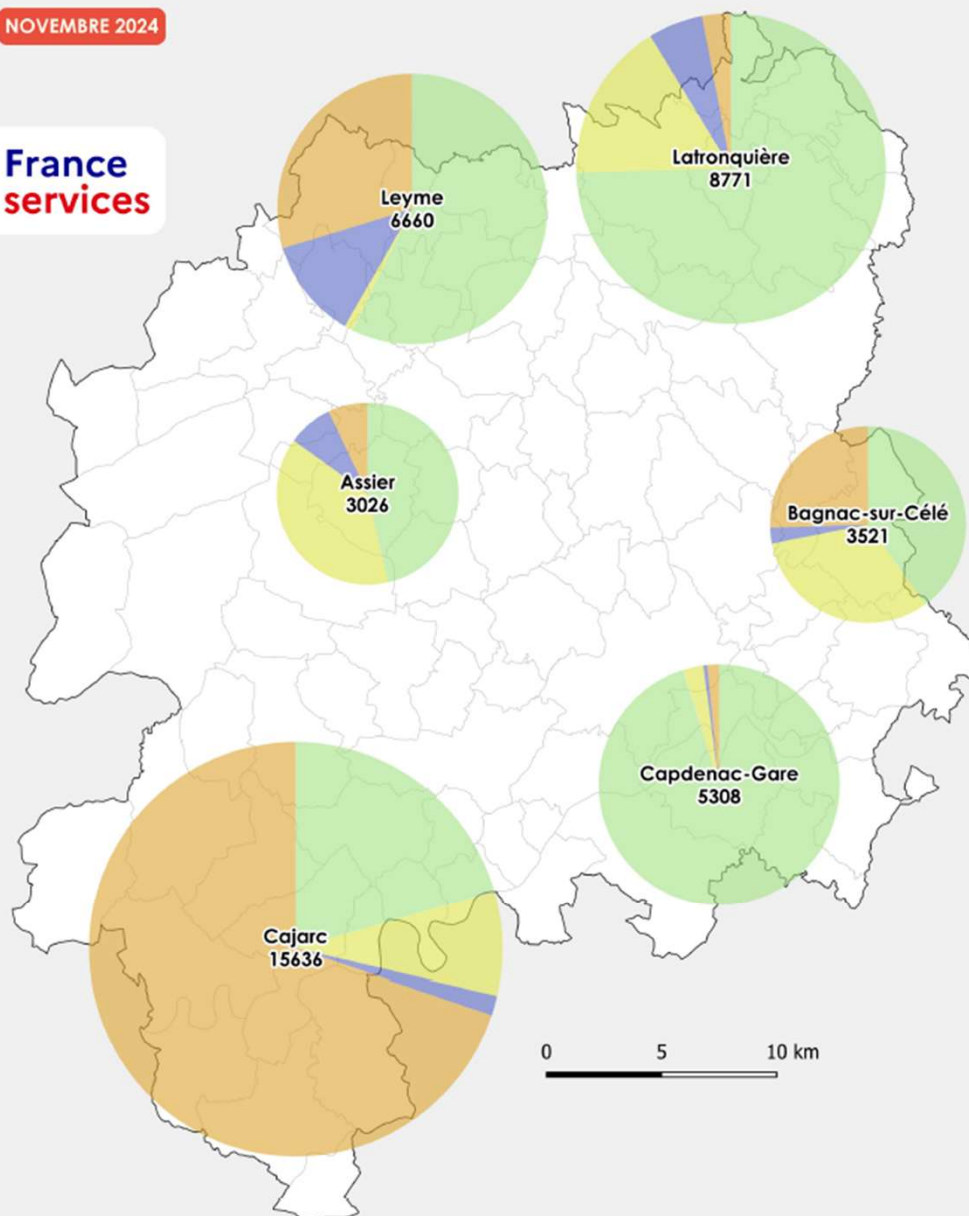 NOVEMBRE 2024
France
services
Leyme
6660
Latronquière
8771
Assier
3026
Bagnac-sur-Célé
3521
Capdenac-Gare
5308
Cajarc
15636
0 5 10 km